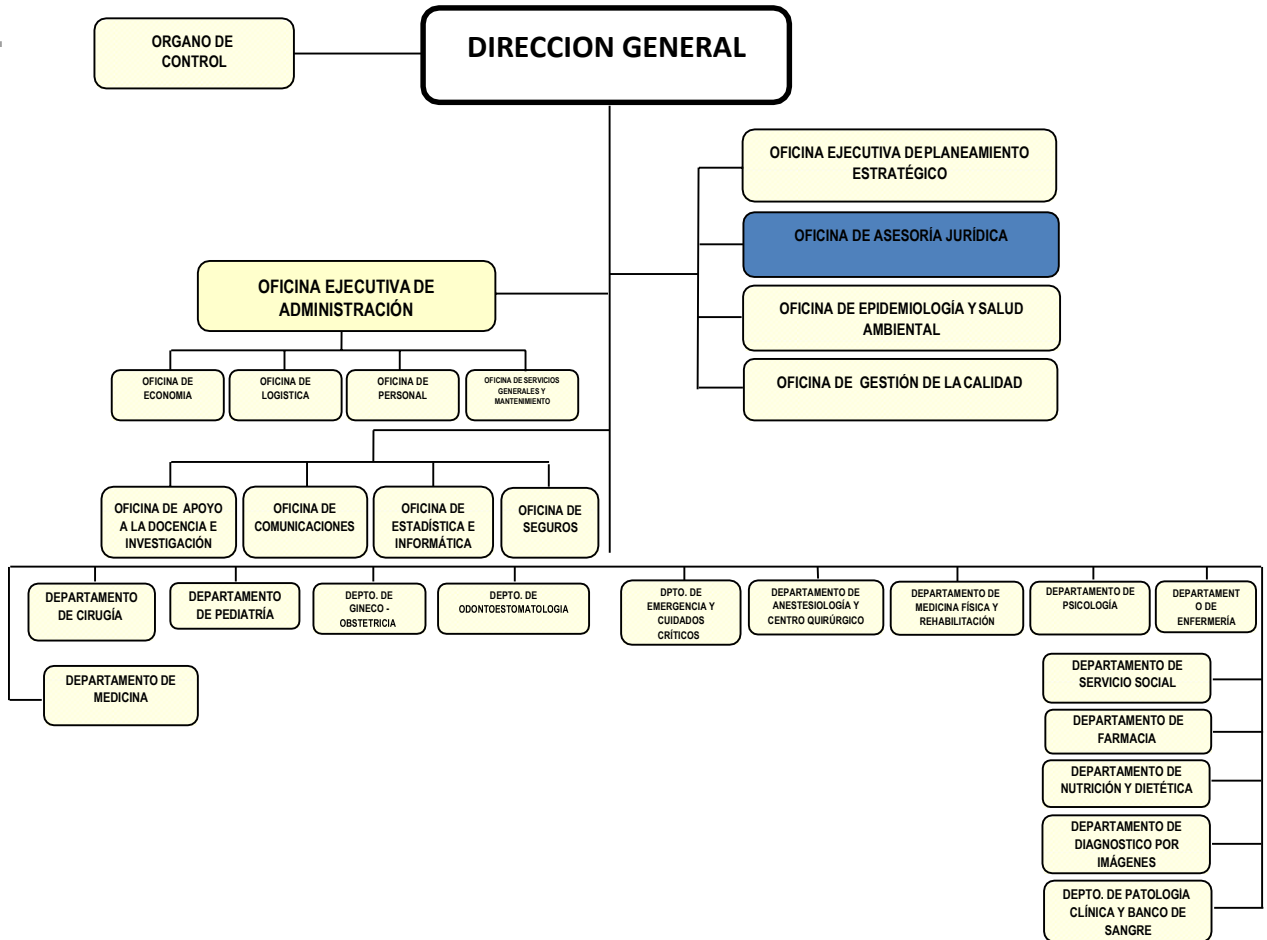 ORGANO DE
CONTROL
DIRECCION GENERAL
OFICINA EJECUTIVA DE PLANEAMIENTO
ESTRATÉGICO
OFICINA DE ASESORÍA JURÍDICA
OFICINA EJECUTIVA DE
ADMINISTRACIÓN
OFICINA DE EPIDEMIOLOGÍA Y SALUD
AMBIENTAL
OFICINA DE GESTIÓN DE LA CALIDAD
OFICINA DE
ECONOMIA
OFICINA DE
LOGISTICA
OFICINA DE
PERSONAL
OFICINA DE SERVICIOS
GENERALES Y
MANTENIMIENTO
OFICINA DE APOYO
A LA DOCENCIA E
INVESTIGACIÓN
OFICINA DE
COMUNICACIONES
OFICINA DE
ESTADÍSTICA E
INFORMÁTICA
OFICINA DE
SEGUROS
DEPARTAMENTO
DE CIRUGÍA
DEPARTAMENTO
DE PEDIATRÍA
DEPTO. DE
GINECO -
OBSTETRICIA
DEPTO. DE
ODONTOESTOMATOLOGIA
DPTO. DE
EMERGENCIA Y
CUIDADOS
CRÍTICOS
DEPARTAMENTO DE
ANESTESIOLOGÍA Y
CENTRO QUIRÚRGICO
DEPARTAMENTO DE
MEDICINA FÍSICA Y
REHABILITACIÓN
DEPARTAMENTO DE
PSICOLOGÍA
DEPARTAMENT
O DE
ENFERMERÍA
DEPARTAMENTO DE
MEDICINA
DEPARTAMENTO DE
SERVICIO SOCIAL
DEPARTAMENTO DE
FARMACIA
DEPARTAMENTO DE
NUTRICIÓN Y DIETÉTICA
DEPARTAMENTO DE
DIAGNOSTICO POR
IMÁGENES
DEPTO. DE PATOLOGÍA
CLÍNICA Y BANCO DE
SANGRE